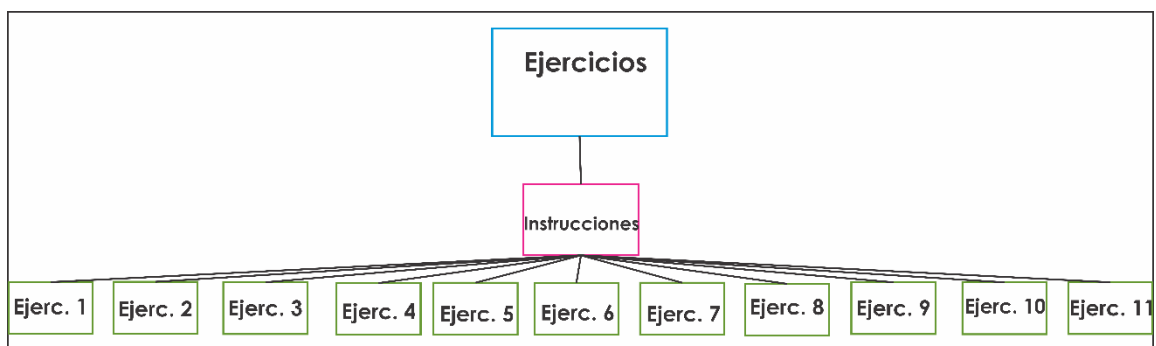 Ejercicios
Instrucciones
Ejerc. 1
Ejerc. 2
Ejerc. 3
Ejerc. 4
Ejerc. 5
Ejerc. 6
Ejerc. 7
Ejerc. 8
Ejerc. 9
Ejerc. 10
Ejerc. 11